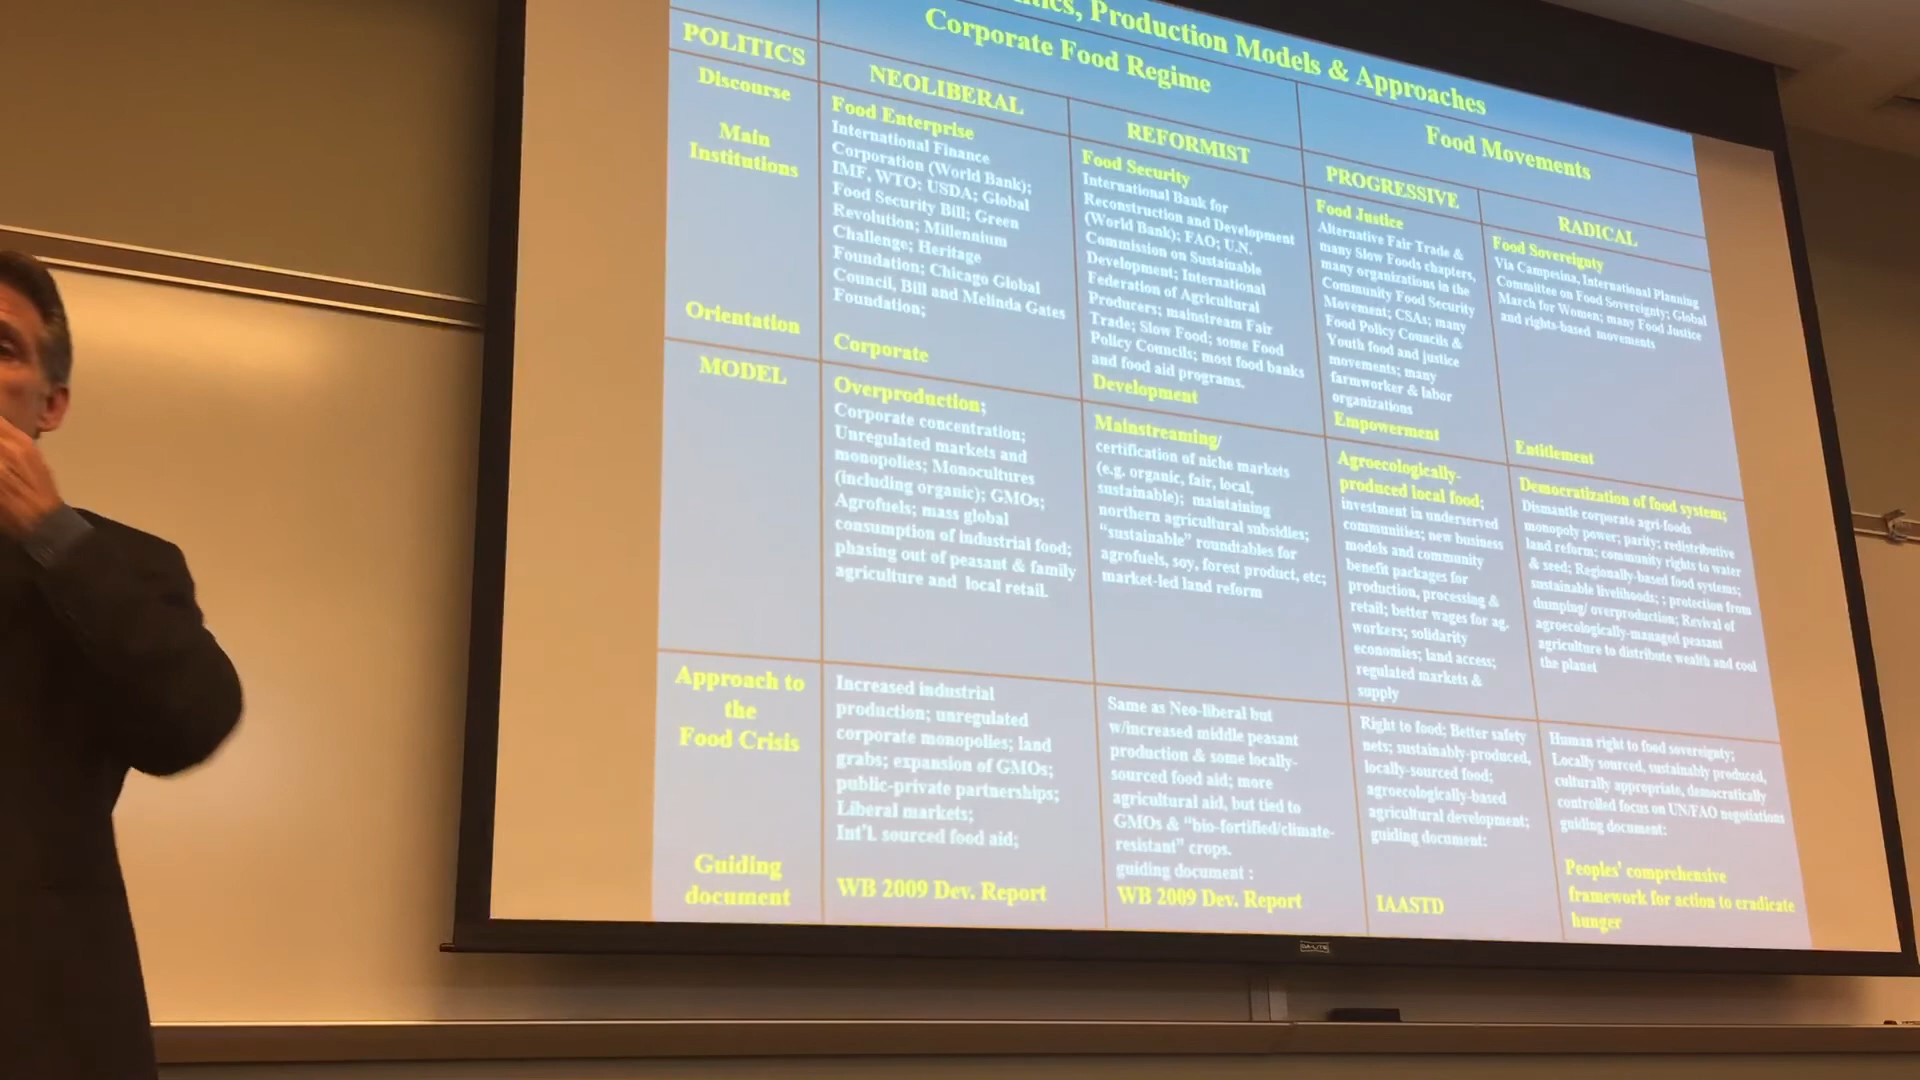 Production Models & Approaches
Corporate Food Regime
Food Movements
POLITICS
NEOLIBERAL
REFORMIST
PROGRESSIVE
RADICAL
Discourse
Main
Institutions
Orientation
Food Enterprise
International Finance
Corporation (World Bank);
IMF, WTO; USDA; Global
Food Security Bill; Green
Revolution; Millennium
Challenge; Heritage
Foundation; Chicago Global
Council, Bill and Melinda Gates
Foundation;
Corporate
Food Security
International Bank for
Reconstruction and Development
(World Bank); FAO; U.N.
Commission on Sustainable
Development; International
Federation of Agricultural
Producers; mainstream Fair
Trade; Slow Food; some Food
Policy Councils; most food banks
and food aid programs.
Development
Food Justice
Alternative Fair Trade &
many Slow Foods chapters,
many organizations in the
Community Food Security
Movement; CSAs; many
Food Policy Councils &
Youth food and justice
movements; many
farmworker & labor
organizations
Empowerment
Food Sovereignty
Via Campesina, International Planning
Committee on Food Sovereignty; Global
March for Women; many Food Justice
and rights-based movements
Entitlement
MODEL
Overproduction;
Corporate concentration;
Unregulated markets and
monopolies; Monocultures
(including organic); GMOs;
Agrofuels; mass global
consumption of industrial food;
phasing out of peasant & family
agriculture and local retail.
Mainstreaming/
certification of niche markets
(e.g. organic, fair, local,
sustainable); maintaining
northern agricultural subsidies;
“sustainable” roundtables for
agrofuels, soy, forest product, etc;
market-led land reform
Agroecologically-
produced local food;
investment in underserved
communities; new business
models and community
benefit packages for
production, processing &
retail; better wages for ag.
workers; solidarity
economies; land access;
regulated markets &
supply
Democratization of food system;
Dismantle corporate agri-foods
monopoly power; parity; redistributive
land reform; community rights to water
& seed; Regionally-based food systems;
sustainable livelihoods; ; protection from
dumping/ overproduction; Revival of
agroecologically-managed peasant
agriculture to distribute wealth and cool
the planet
Approach to
the
Food Crisis
Guiding
document
Increased industrial
production; unregulated
corporate monopolies; land
grabs; expansion of GMOs;
public-private partnerships;
Liberal markets;
Int'l. sourced food aid;
WB 2009 Dev. Report
Same as Neo-liberal but
w/increased middle peasant
production & some locally-
sourced food aid; more
agricultural aid, but tied to
GMOs & “bio-fortified/climate-
resistant” crops.
guiding document :
WB 2009 Dev. Report
Right to food; Better safety
nets; sustainably-produced,
locally-sourced food;
agroecologically-based
agricultural development;
guiding document:
IAASTD
Human right to food sovereignty;
Locally sourced, sustainably produced,
culturally appropriate, democratically
controlled focus on UN/FAO negotiations
guiding document:
Peoples' comprehensive
framework for action to eradicate
hunger
DA-LITE